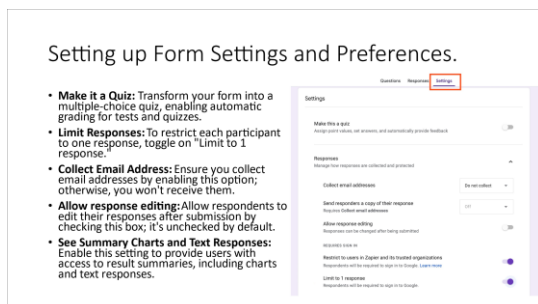 Setting up Form Settings and Preferences.
• Make it a Quiz: Transform your form into a
multiple-choice quiz, enabling automatic
grading for tests and quizzes.
• Limit Responses: To restrict each participant
to one response, toggle on "Limit to 1
response."
• Collect Email Address: Ensure you collect
email addresses by enabling this option;
otherwise, you won't receive them.
• Allow response editing: Allow respondents to
edit their responses after submission by
checking this box; it's unchecked by default.
• See Summary Charts and Text Responses:
Enable this setting to provide users with
access to result summaries, including charts
and text responses.
Questions Responses Settings
Settings
Make this a quiz
Assign point values, set answers, and automatically provide feedback
Responses
Manage how responses are collected and protected
Collect email addresses
Do not collect
Send responders a copy of their response
Requires Collect email addresses
Off
Allow response editing
Responses can be changed after being submitted
REQUIRES SIGN IN
Restrict to users in Zapier and its trusted organizations
Respondents will be required to sign in to Google. Learn more
Limit to 1 response
Respondents will be required to sign in to Google.